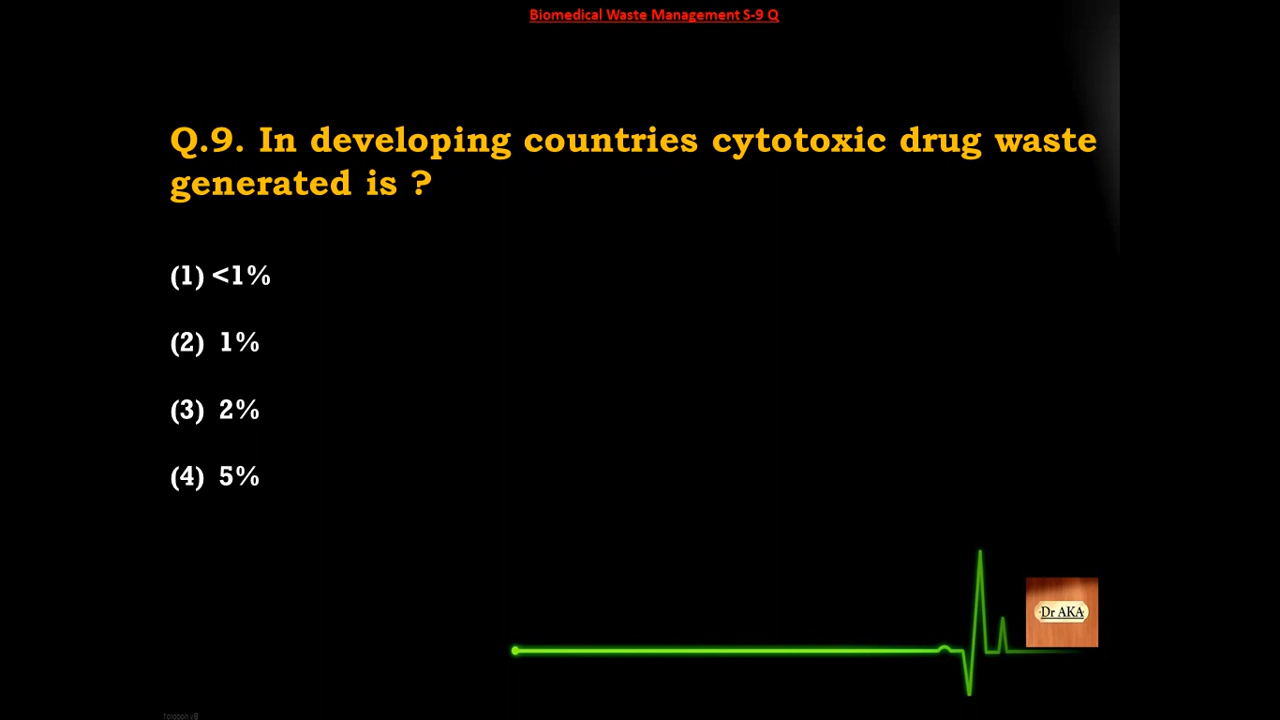 Biomedical Waste Management S-9 Q
Q.9. In developing countries cytotoxic drug waste
generated is ?
(1) <1%
(2) 1%
(3) 2%
(4) 5%
Dr AKA